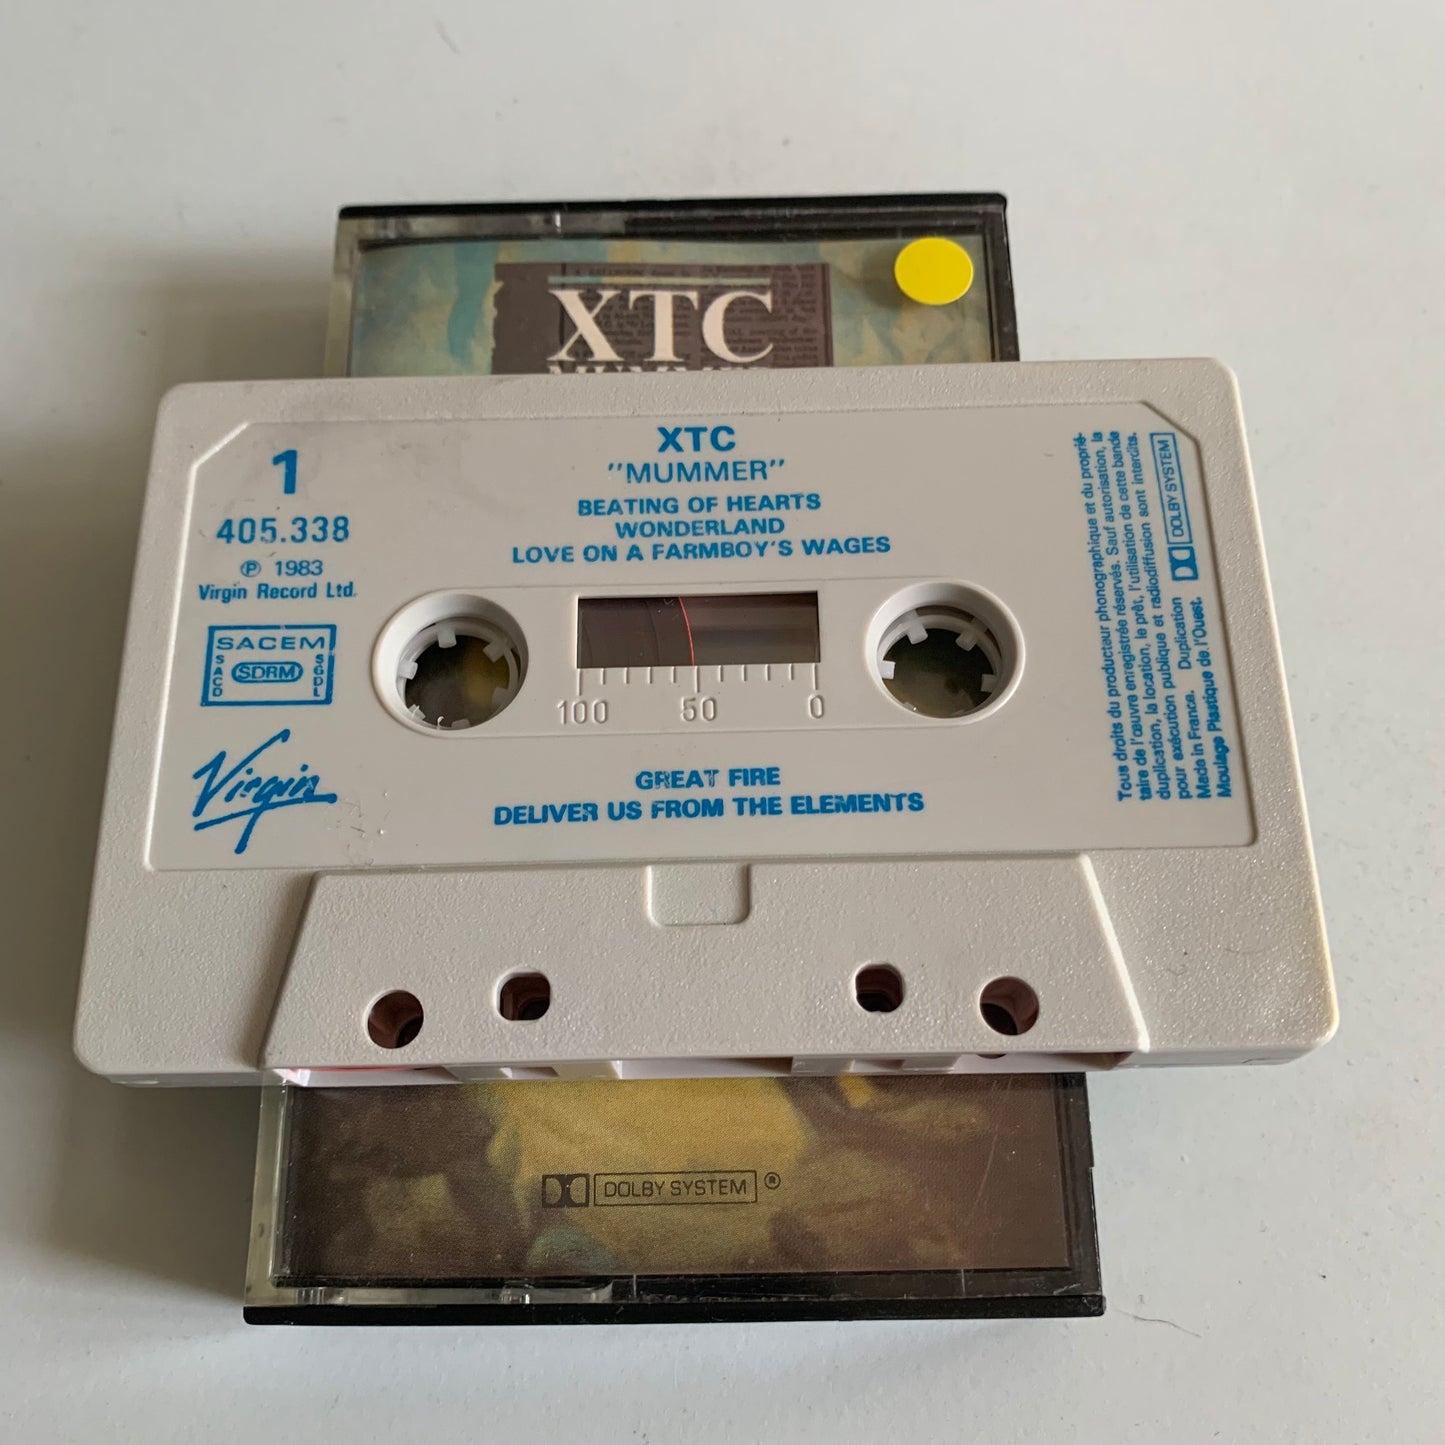 XTC
MUMMER
1
405.338
℗ 1983
Virgin Record Ltd.
SACEM
SACD
SDRM
SGDL
Virgin
XTC
"MUMMER"
BEATING OF HEARTS
WONDERLAND
LOVE ON A FARMBOY'S WAGES
100 50 0
GREAT FIRE
DELIVER US FROM THE ELEMENTS
Tous droits du producteur phonographique et du proprié-
taire de l'œuvre enregistrée réservés. Sauf autorisation, la
duplication, la location, le prêt, l'utilisation de cette bande
pour exécution publique et radiodiffusion sont interdits.
Made in France. Duplication
Moulage Plastique de l'Ouest.
DOLBY SYSTEM
DOLBY SYSTEM ®